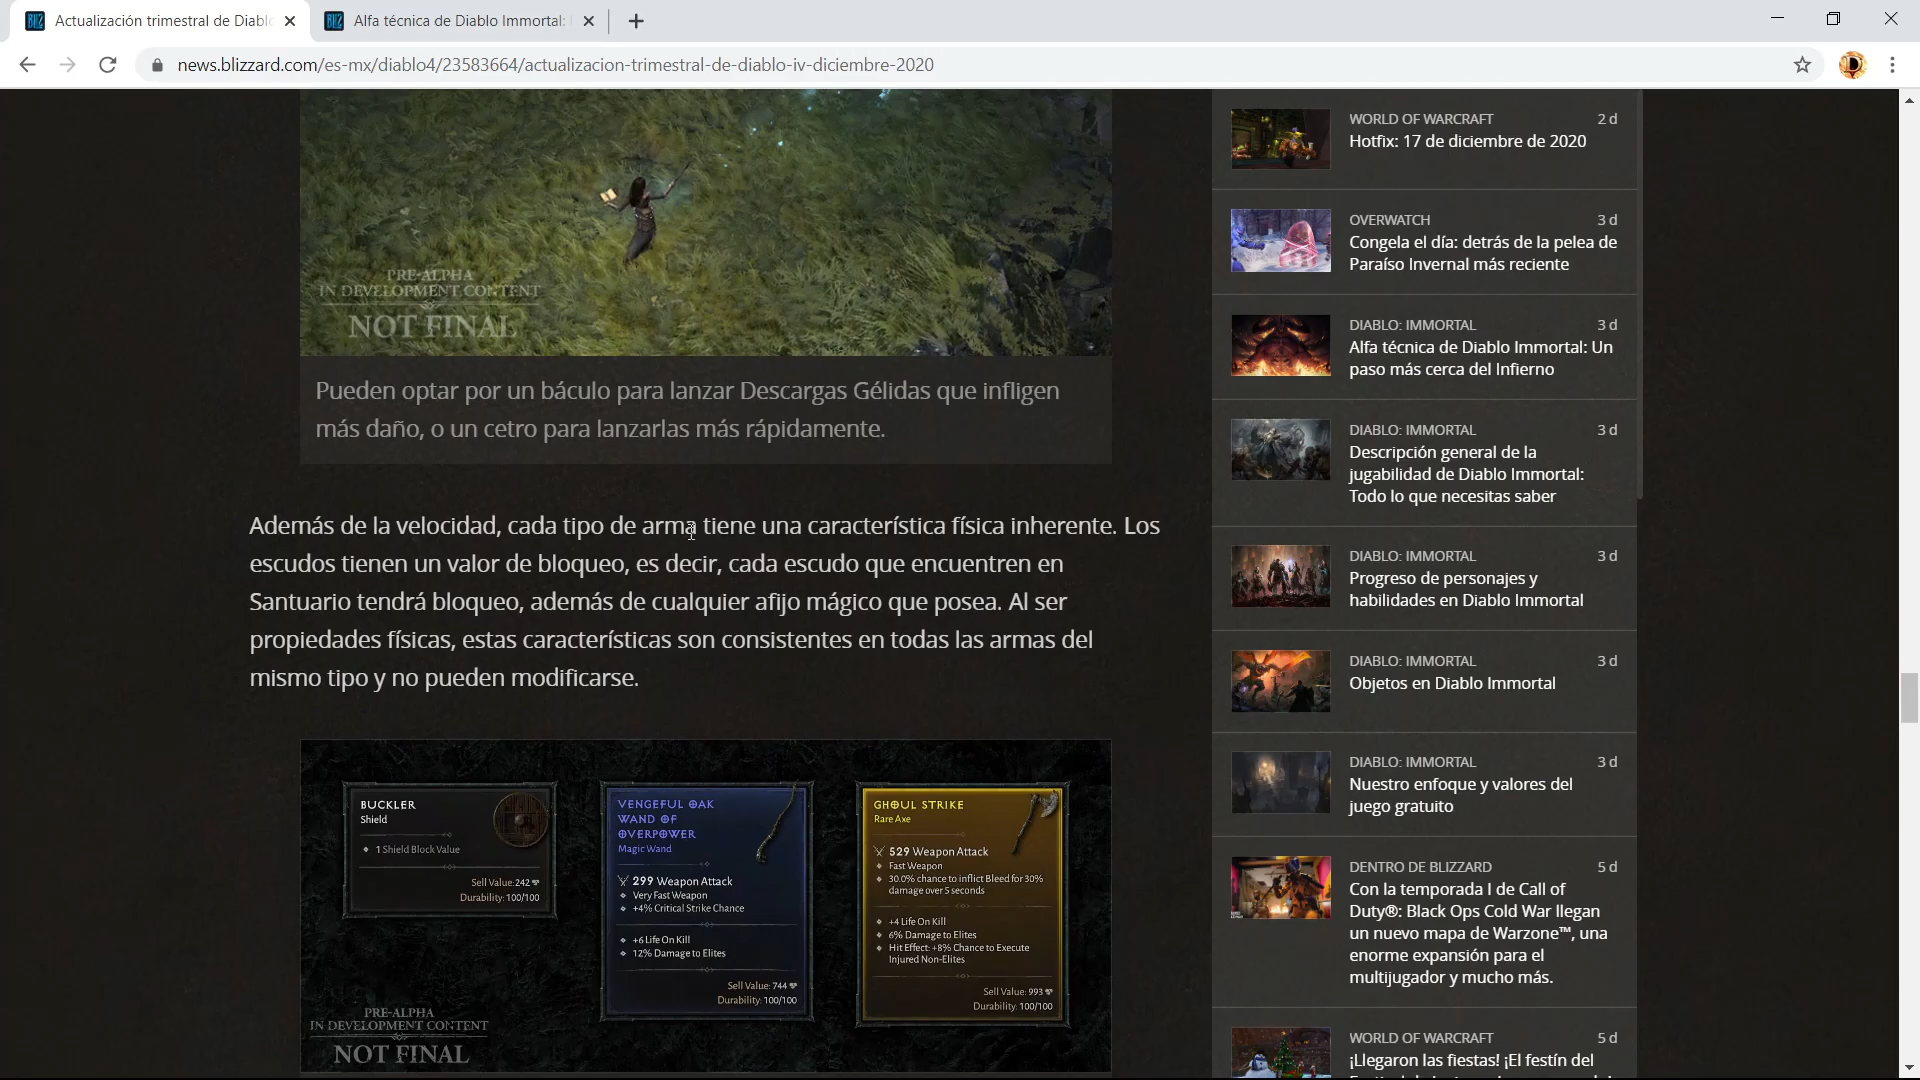 Actualización trimestral de Diablo
Alfa técnica de Diablo Immortal:
news.blizzard.com/es-mx/diablo4/23583664/actualizacion-trimestral-de-diablo-iv-diciembre-2020
PRE-ALPHA
IN DEVELOPMENT CONTENT
NOT FINAL
Pueden optar por un báculo para lanzar Descargas Gélidas que infligen
más daño, o un cetro para lanzarlas más rápidamente.
Además de la velocidad, cada tipo de arma tiene una característica física inherente. Los
escudos tienen un valor de bloqueo, es decir, cada escudo que encuentren en
Santuario tendrá bloqueo, además de cualquier afijo mágico que posea. Al ser
propiedades físicas, estas características son consistentes en todas las armas del
mismo tipo y no pueden modificarse.
BUCKLER
Shield
1 Shield Block Value
Sell Value:242
Durability: 100/100
VENGEFUL OAK
WAND OF
OVERPOWER
Magic Wand
299 Weapon Attack
Very Fast Weapon
+4% Critical Strike Chance
+6 Life On Kill
12% Damage to Elites
Sell Value: 744
Durability: 100/100
GHOUL STRIKE
Rare Axe
529 Weapon Attack
Fast Weapon
30.0% chance to inflict Bleed for 30%
damage over 5 seconds
+4 Life On Kill
6% Damage to Elites
Hit Effect: +8% Chance to Execute
Injured Non-Elites
Sell Value: 993
Durability: 100/100
PRE-ALPHA
IN DEVELOPMENT CONTENT
NOT FINAL
WORLD OF WARCRAFT 2 d
Hotfix: 17 de diciembre de 2020
OVERWATCH 3 d
Congela el día: detrás de la pelea de
Paraíso Invernal más reciente
DIABLO: IMMORTAL 3 d
Alfa técnica de Diablo Immortal: Un
paso más cerca del Infierno
DIABLO: IMMORTAL 3 d
Descripción general de la
jugabilidad de Diablo Immortal:
Todo lo que necesitas saber
DIABLO: IMMORTAL 3 d
Progreso de personajes y
habilidades en Diablo Immortal
DIABLO: IMMORTAL 3 d
Objetos en Diablo Immortal
DIABLO: IMMORTAL 3 d
Nuestro enfoque y valores del
juego gratuito
DENTRO DE BLIZZARD 5 d
Con la temporada I de Call of
Duty®: Black Ops Cold War llegan
un nuevo mapa de Warzone™, una
enorme expansión para el
multijugador y mucho más.
WORLD OF WARCRAFT 5 d
¡Llegaron las fiestas! ¡El festín del